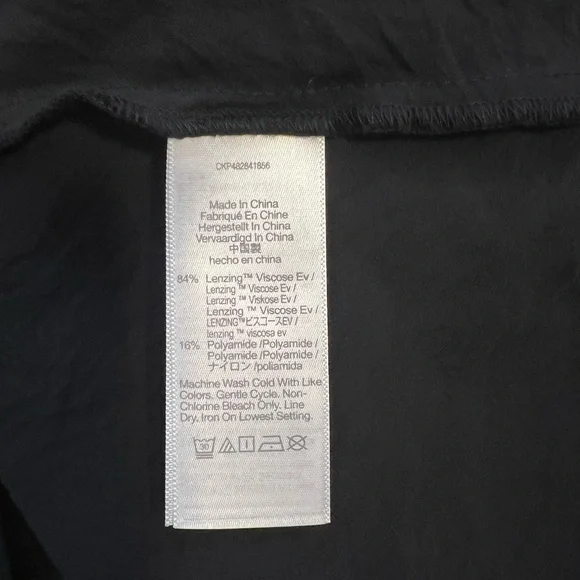 CKP482841856
Made In China
Fabriqué En Chine
Hergestellt In China
Vervaardigd In China
中国製
hecho en china
84% Lenzing™ Viscose Ev /
Lenzing ™ Viscose Ev /
Lenzing ™ Viskose Ev /
Lenzing ™ Viscose Ev /
LENZING™ビスコースEV /
lenzing ™ viscosa ev
16% Polyamide /Polyamide /
Polyamide /Polyamide /
ナイロン /poliamida
Machine Wash Cold With Like
Colors. Gentle Cycle. Non-
Chlorine Bleach Only. Line
Dry. Iron On Lowest Setting.
30